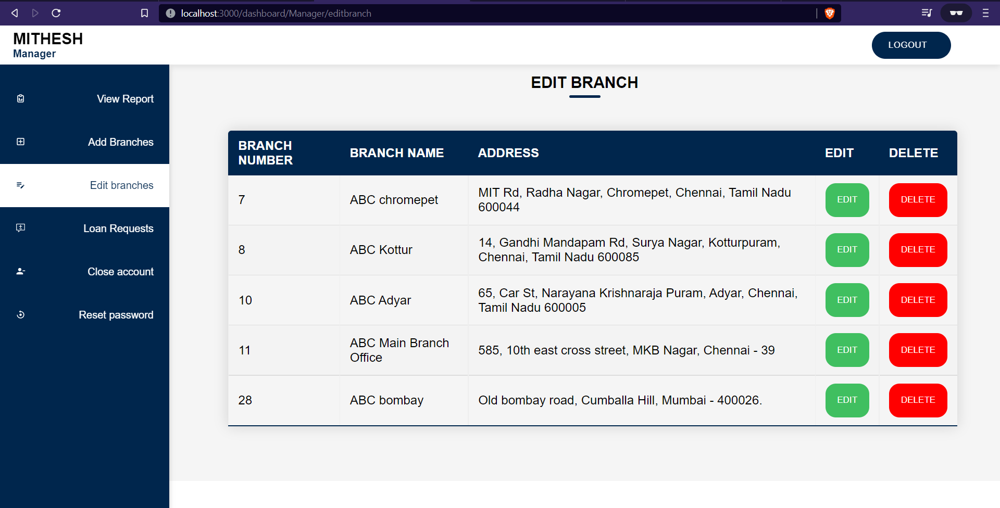 localhost:3000/dashboard/Manager/editbranch
MITHESH
Manager
LOGOUT
View Report
Add Branches
Edit branches
Loan Requests
Close account
Reset password
EDIT BRANCH
BRANCH
NUMBER
BRANCH NAME
ADDRESS
EDIT
DELETE
7
ABC chromepet
MIT Rd, Radha Nagar, Chromepet, Chennai, Tamil Nadu
600044
EDIT
DELETE
8
ABC Kottur
14, Gandhi Mandapam Rd, Surya Nagar, Kotturpuram,
Chennai, Tamil Nadu 600085
EDIT
DELETE
10
ABC Adyar
65, Car St, Narayana Krishnaraja Puram, Adyar, Chennai,
Tamil Nadu 600005
EDIT
DELETE
11
ABC Main Branch
Office
585, 10th east cross street, MKB Nagar, Chennai - 39
EDIT
DELETE
28
ABC bombay
Old bombay road, Cumballa Hill, Mumbai - 400026.
EDIT
DELETE